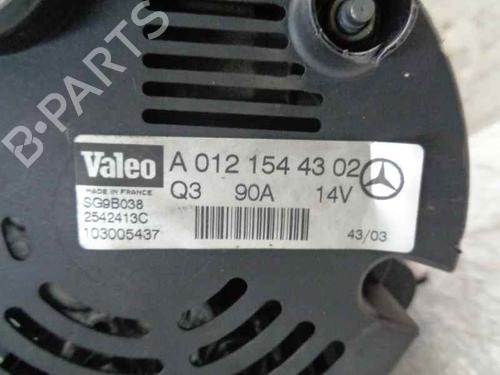 B-PARTS
Valeo A 012 154 43 02
MADE IN FRANCE Q3 90A 14V
SG9B038
2542413C
103005437 43/03